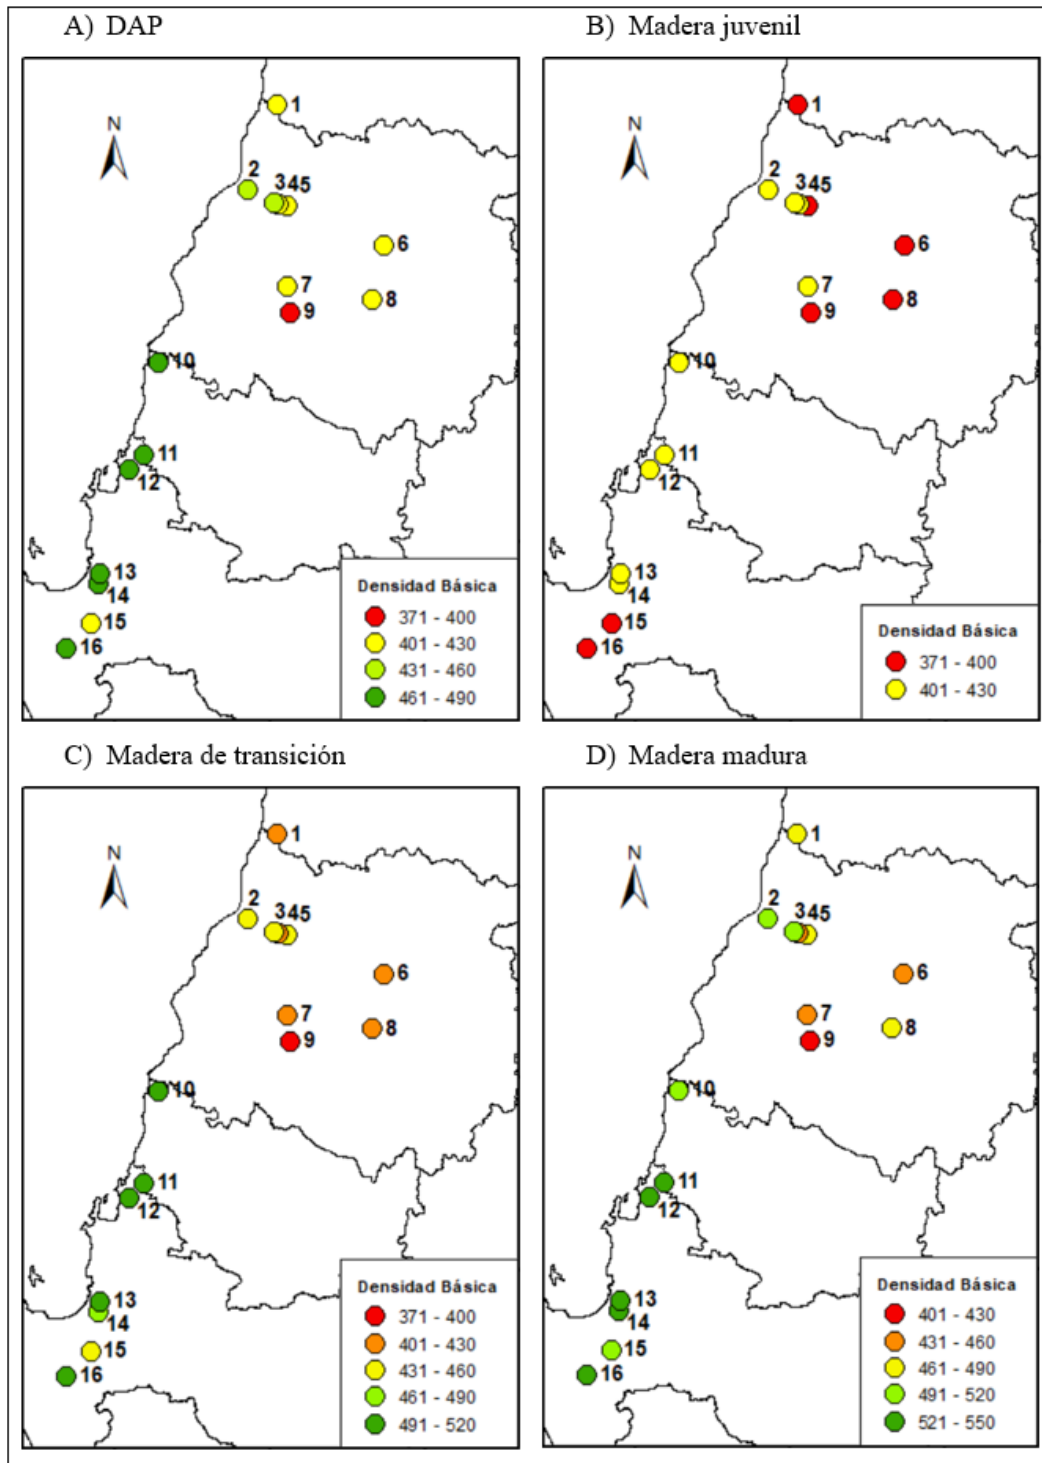 A) DAP
N
1
2
345
6
7
8
9
10
11
12
13
14
15
16
Densidad Básica
371 - 400
401 - 430
431 - 460
461 - 490
B) Madera juvenil
N
1
2
345
6
7
8
9
10
11
12
13
14
15
16
Densidad Básica
371 - 400
401 - 430
C) Madera de transición
N
1
2
345
6
7
8
9
10
11
12
13
14
15
16
Densidad Básica
371 - 400
401 - 430
431 - 460
461 - 490
491 - 520
D) Madera madura
N
1
2
345
6
7
8
9
10
11
12
13
14
15
16
Densidad Básica
401 - 430
431 - 460
461 - 490
491 - 520
521 - 550